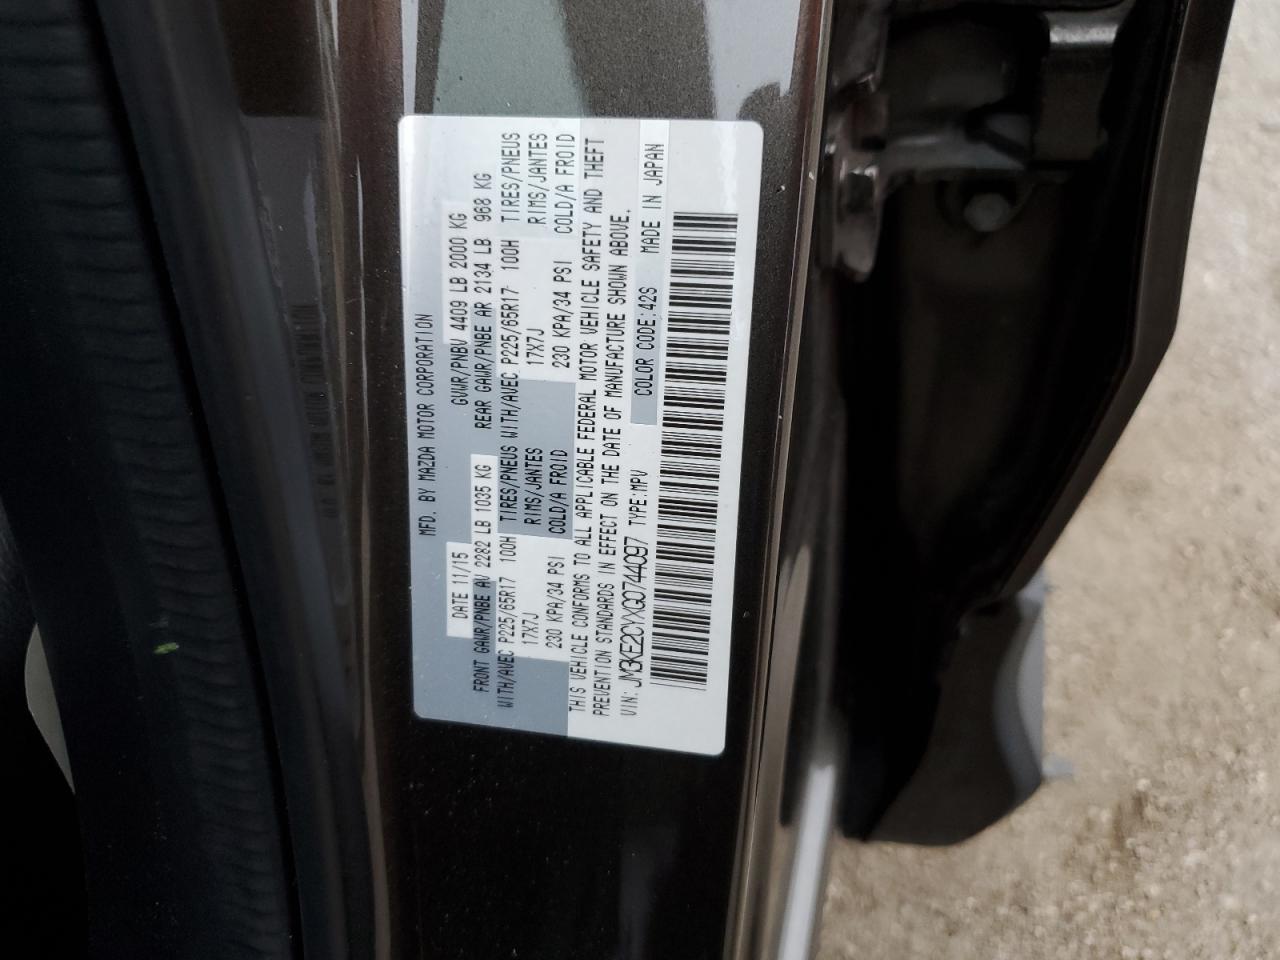 MFD. BY MAZDA MOTOR CORPORATION
DATE 11/15 GVWR/PNBV 4409 LB 2000 KG
FRONT GAWR/PNBE AV 2282 LB 1035 KG REAR GAWR/PNBE AR 2134 LB 968 KG
WITH/AVEC P225/65R17 100H TIRES/PNEUS WITH/AVEC P225/65R17 100H TIRES/PNEUS
17X7J RIMS/JANTES 17X7J RIMS/JANTES
230 KPA/34 PSI COLD/A FROID 230 KPA/34 PSI COLD/A FROID
THIS VEHICLE CONFORMS TO ALL APPLICABLE FEDERAL MOTOR VEHICLE SAFETY AND THEFT
PREVENTION STANDARDS IN EFFECT ON THE DATE OF MANUFACTURE SHOWN ABOVE.
VIN: JM3KE2CYXG0744097 TYPE:MPV COLOR CODE:42S MADE IN JAPAN